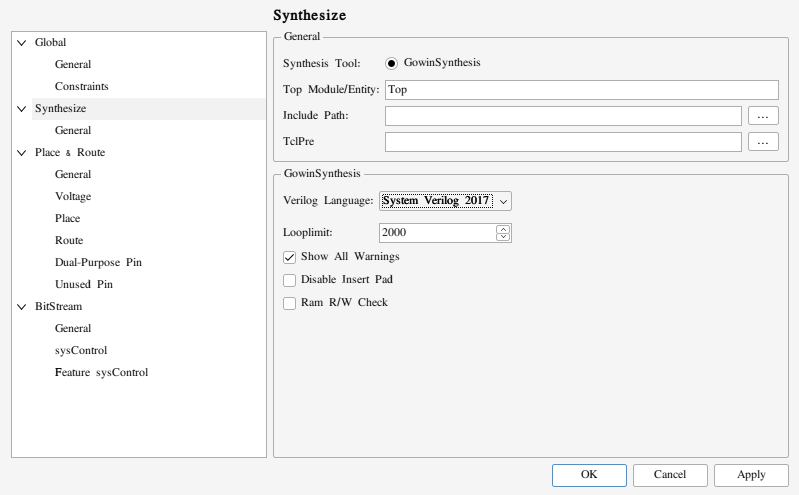 Synthesize
Global
General
Constraints
Synthesize
General
Place & Route
General
Voltage
Place
Route
Dual-Purpose Pin
Unused Pin
BitStream
General
sysControl
Feature sysControl
General
Synthesis Tool: GowinSynthesis
Top Module/Entity: Top
Include Path: ...
TclPre ...
GowinSynthesis
Verilog Language: System Verilog 2017
Looplimit: 2000
Show All Warnings
Disable Insert Pad
Ram R/W Check
OK Cancel Apply